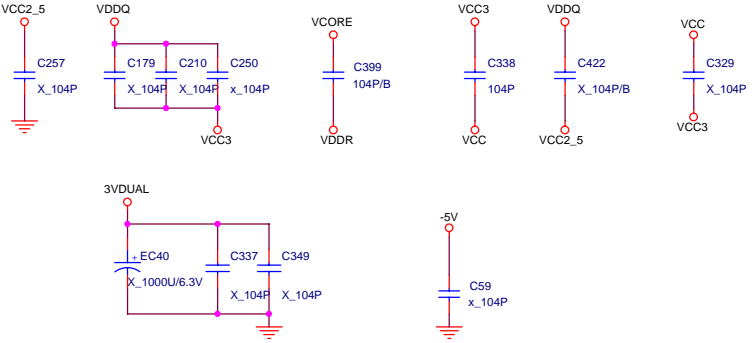 VCC2_5
VDDQ
VCORE
VCC3
VDDQ
VCC
C257
X_104P
C179
X_104P
C210
X_104P
C250
x_104P
C399
104P/B
C338
104P
C422
X_104P/B
C329
X_104P
VCC3
VDDR
VCC
VCC2_5
VCC3
3VDUAL
-5V
+
EC40
X_1000U/6.3V
C337
X_104P
C349
X_104P
C59
x_104P